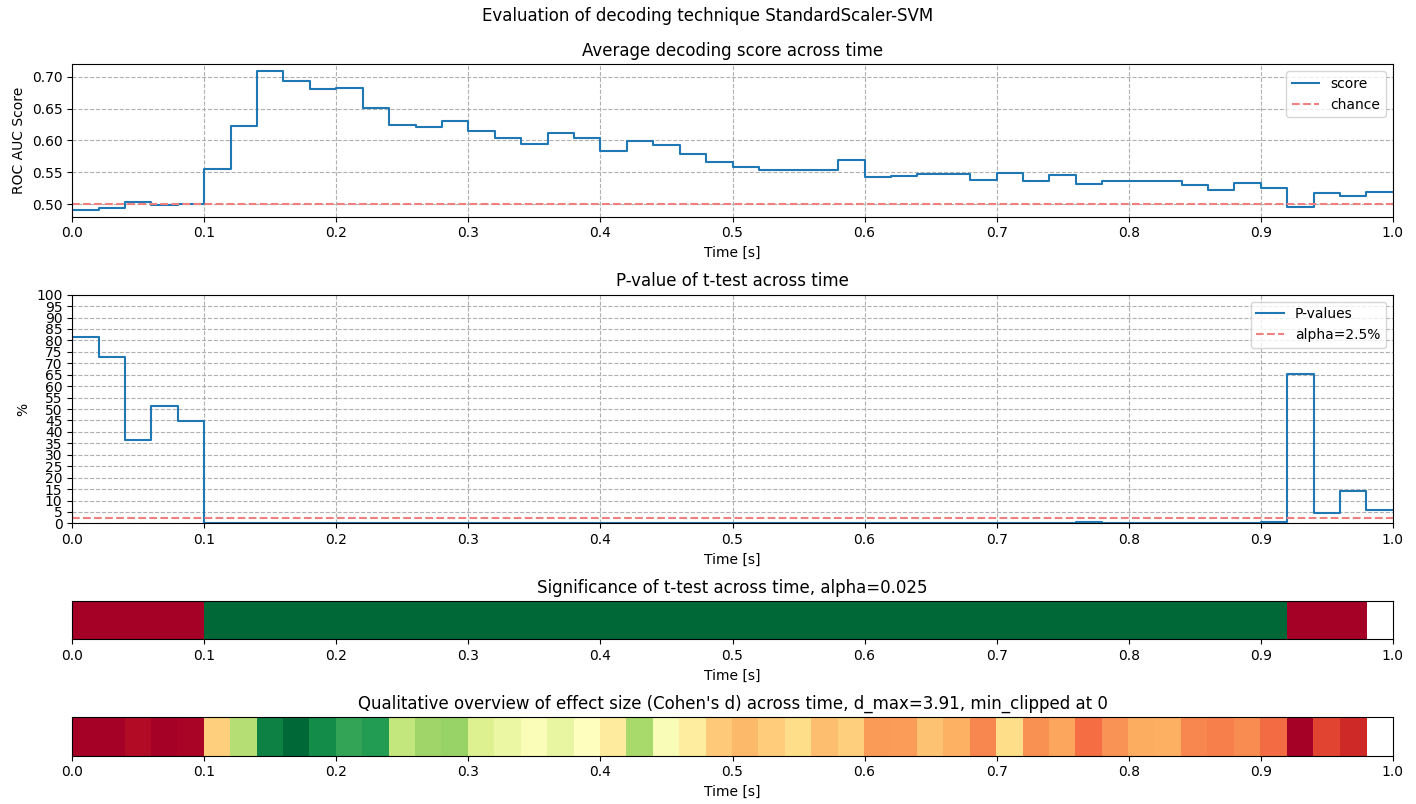 Evaluation of decoding technique StandardScaler-SVM
Average decoding score across time
0.70
0.65
0.60
0.55
0.50
ROC AUC Score
score
chance
0.0 0.1 0.2 0.3 0.4 0.5 0.6 0.7 0.8 0.9 1.0
Time [s]
P-value of t-test across time
100
95
90
85
80
75
70
65
60
55
50
45
40
35
30
25
20
15
10
5
0
%
P-values
alpha=2.5%
0.0 0.1 0.2 0.3 0.4 0.5 0.6 0.7 0.8 0.9 1.0
Time [s]
Significance of t-test across time, alpha=0.025
0.0 0.1 0.2 0.3 0.4 0.5 0.6 0.7 0.8 0.9 1.0
Time [s]
Qualitative overview of effect size (Cohen's d) across time, d_max=3.91, min_clipped at 0
0.0 0.1 0.2 0.3 0.4 0.5 0.6 0.7 0.8 0.9 1.0
Time [s]